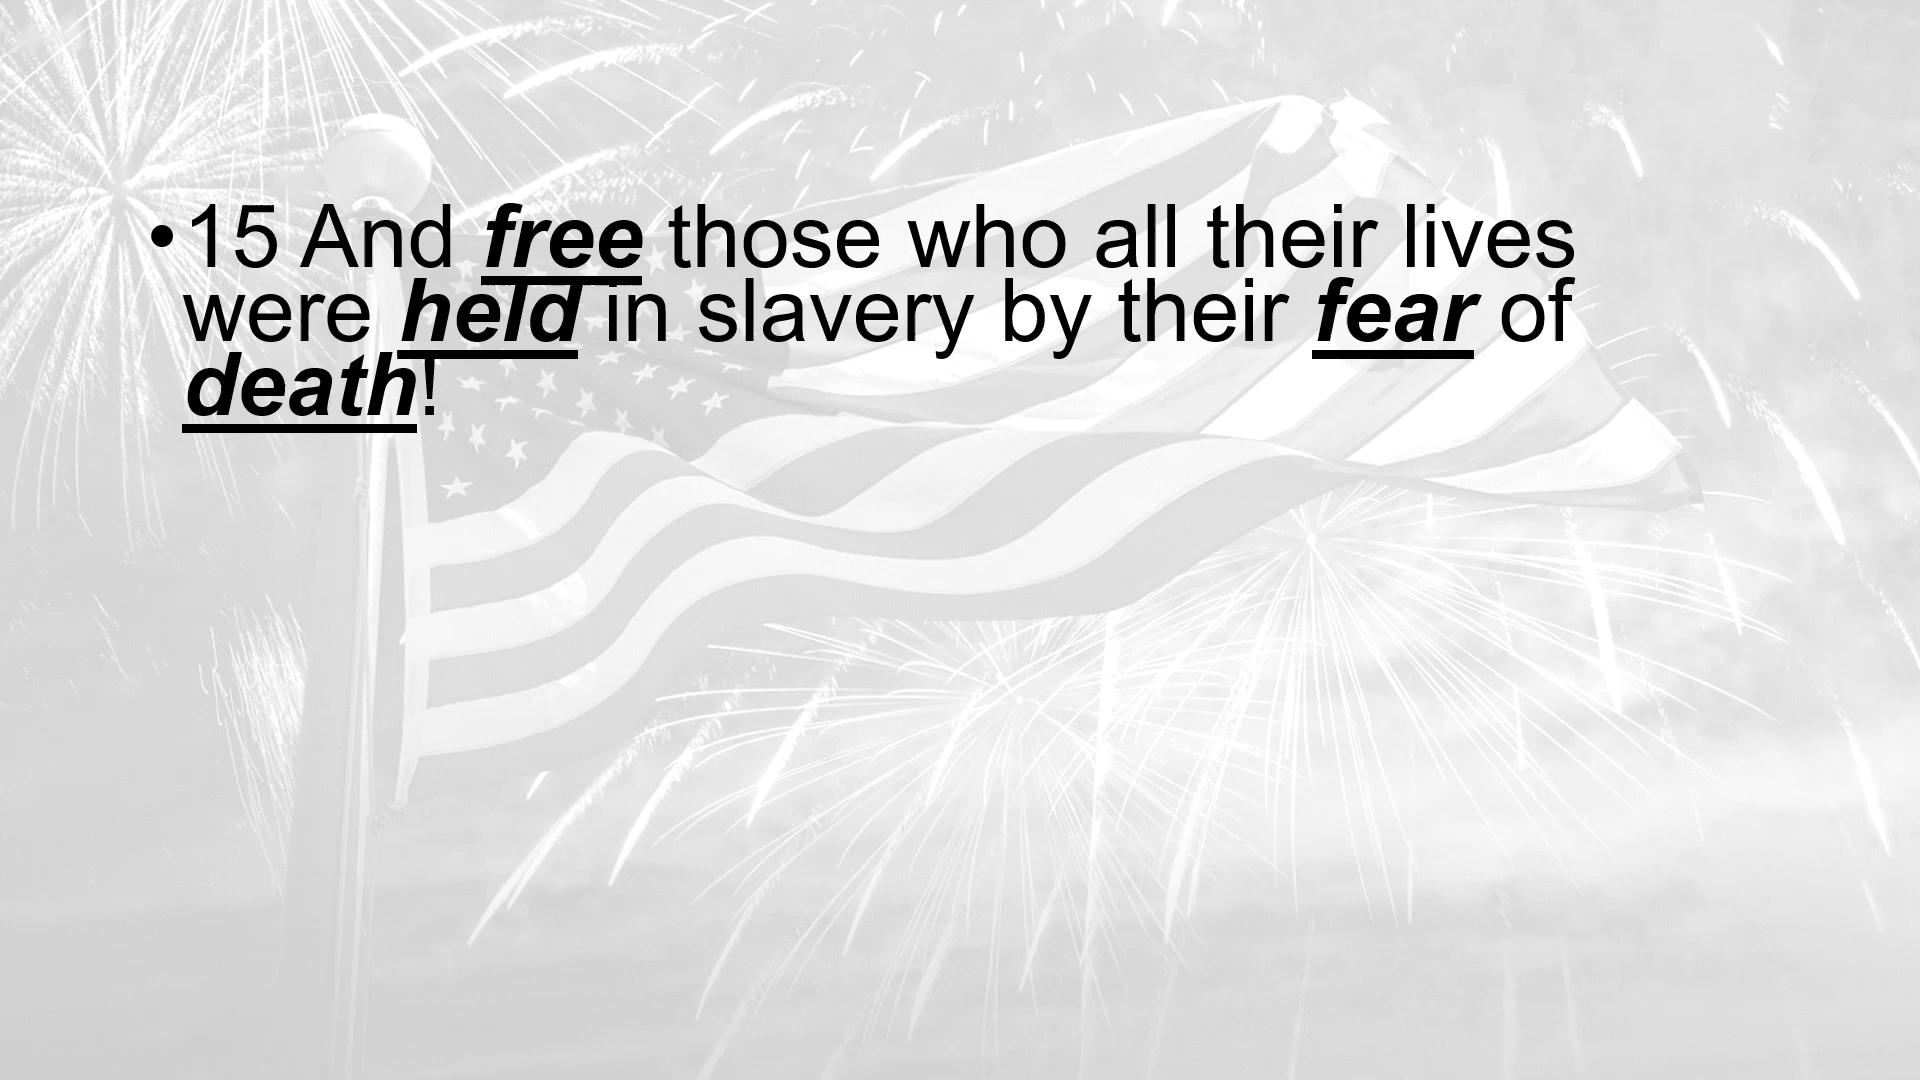 •15 And free those who all their lives
were held in slavery by their fear of
death!